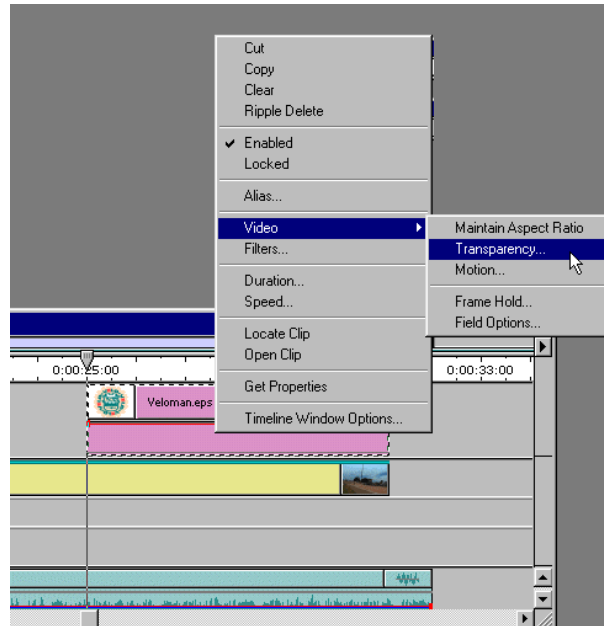 Cut
Copy
Clear
Ripple Delete
Enabled
Locked
Alias...
Video
Maintain Aspect Ratio
Filters...
Transparency...
Motion...
Duration...
Speed...
Frame Hold...
Field Options...
Locate Clip
Open Clip
0:00:25:00
0:00:33:00
Get Properties
Veloman.eps
Timeline Window Options...